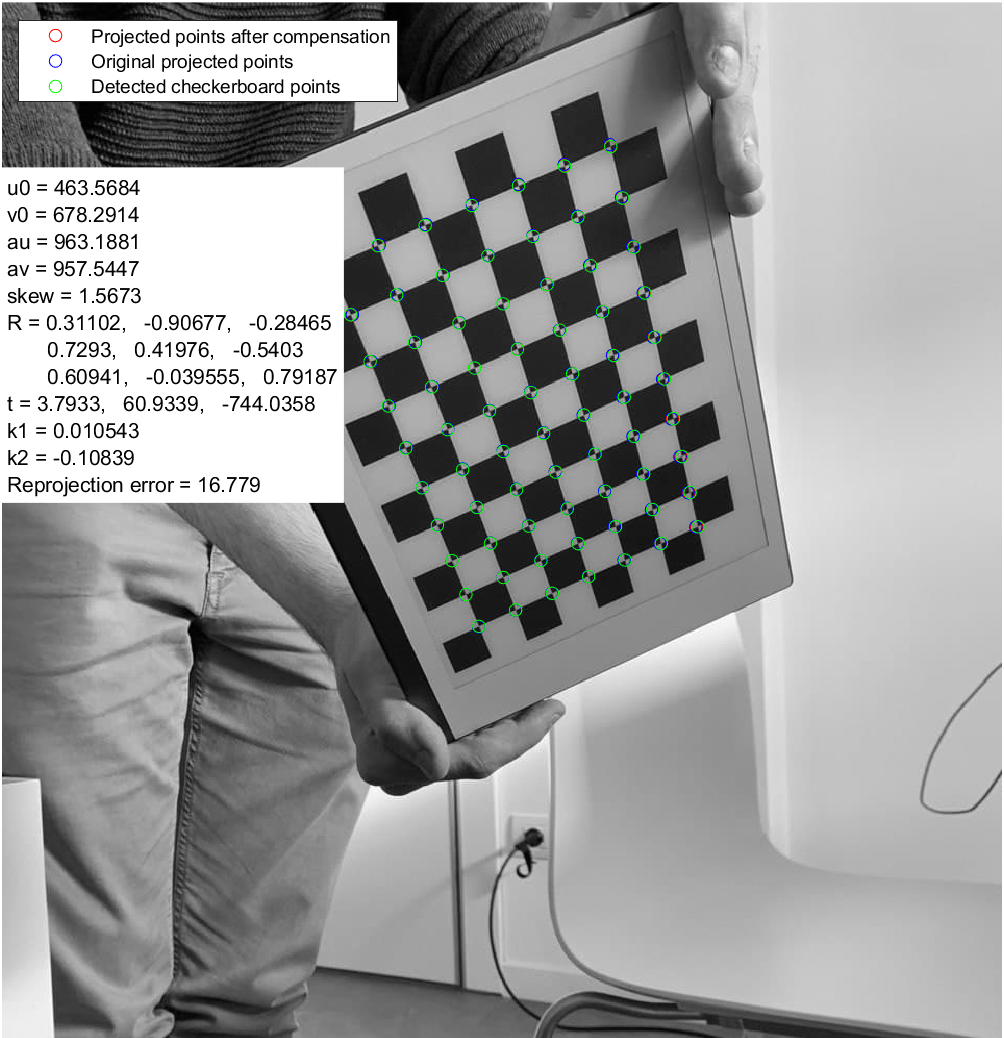 Projected points after compensation
Original projected points
Detected checkerboard points
u0 = 463.5684
v0 = 678.2914
au = 963.1881
av = 957.5447
skew = 1.5673
R = 0.31102, -0.90677, -0.28465
0.7293, 0.41976, -0.5403
0.60941, -0.039555, 0.79187
t = 3.7933, 60.9339, -744.0358
k1 = 0.010543
k2 = -0.10839
Reprojection error = 16.779